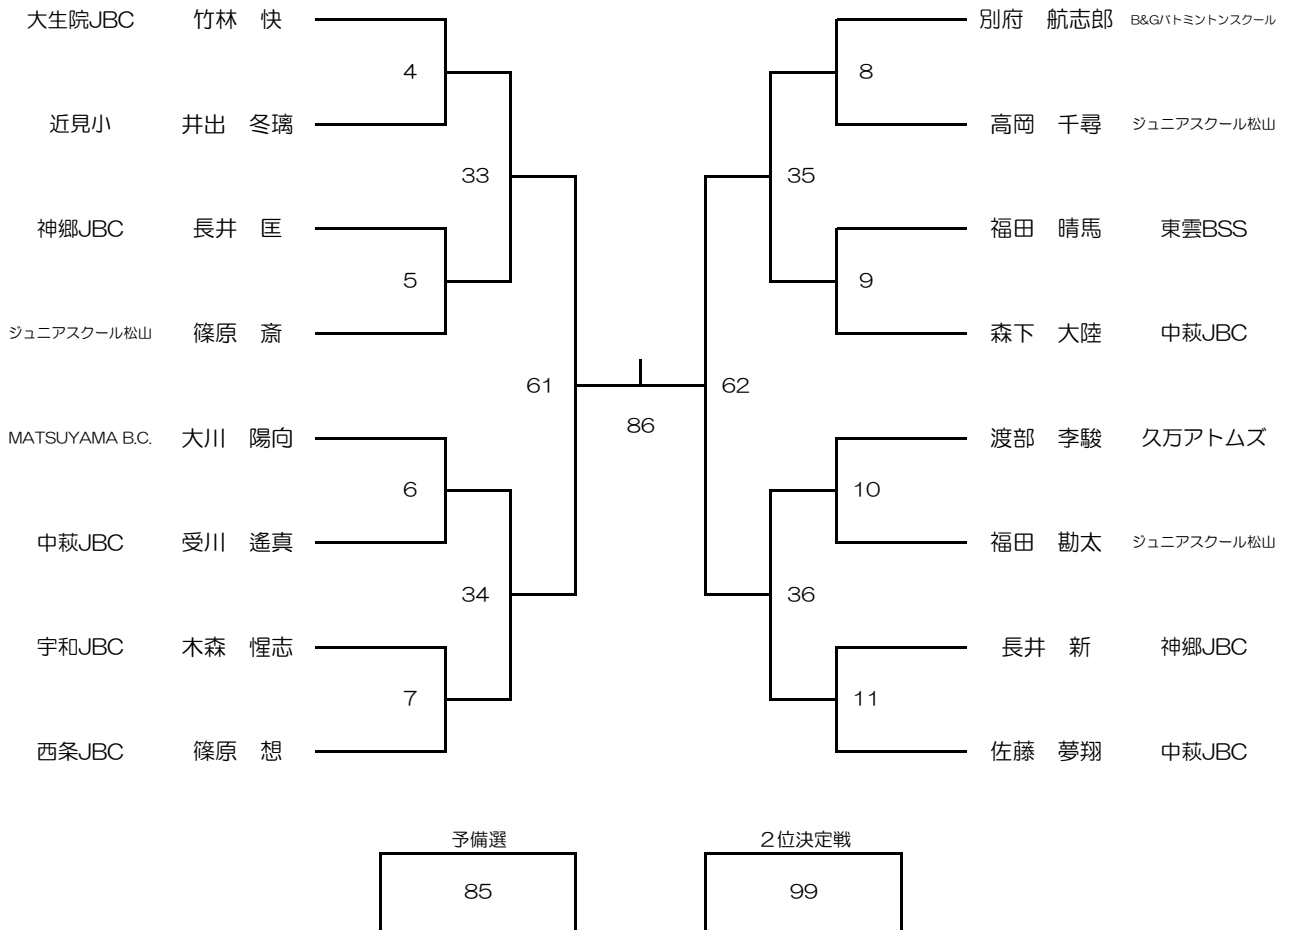 大生院JBC 竹林 快 別府 航志郎 B&Gバトミントンスクール
4 8
近見小 井出 冬璃 高岡 千尋 ジュニアスクール松山
33 35
神郷JBC 長井 匡 福田 晴馬 東雲BSS
5 9
ジュニアスクール松山 篠原 斎 森下 大陸 中萩JBC
61 62
86
MATSUYAMA B.C. 大川 陽向 渡部 李駿 久万アトムズ
6 10
中萩JBC 受川 遙真 福田 勘太 ジュニアスクール松山
34 36
宇和JBC 木森 惺志 長井 新 神郷JBC
7 11
西条JBC 篠原 想 佐藤 夢翔 中萩JBC
予備選 2位決定戦
85 99